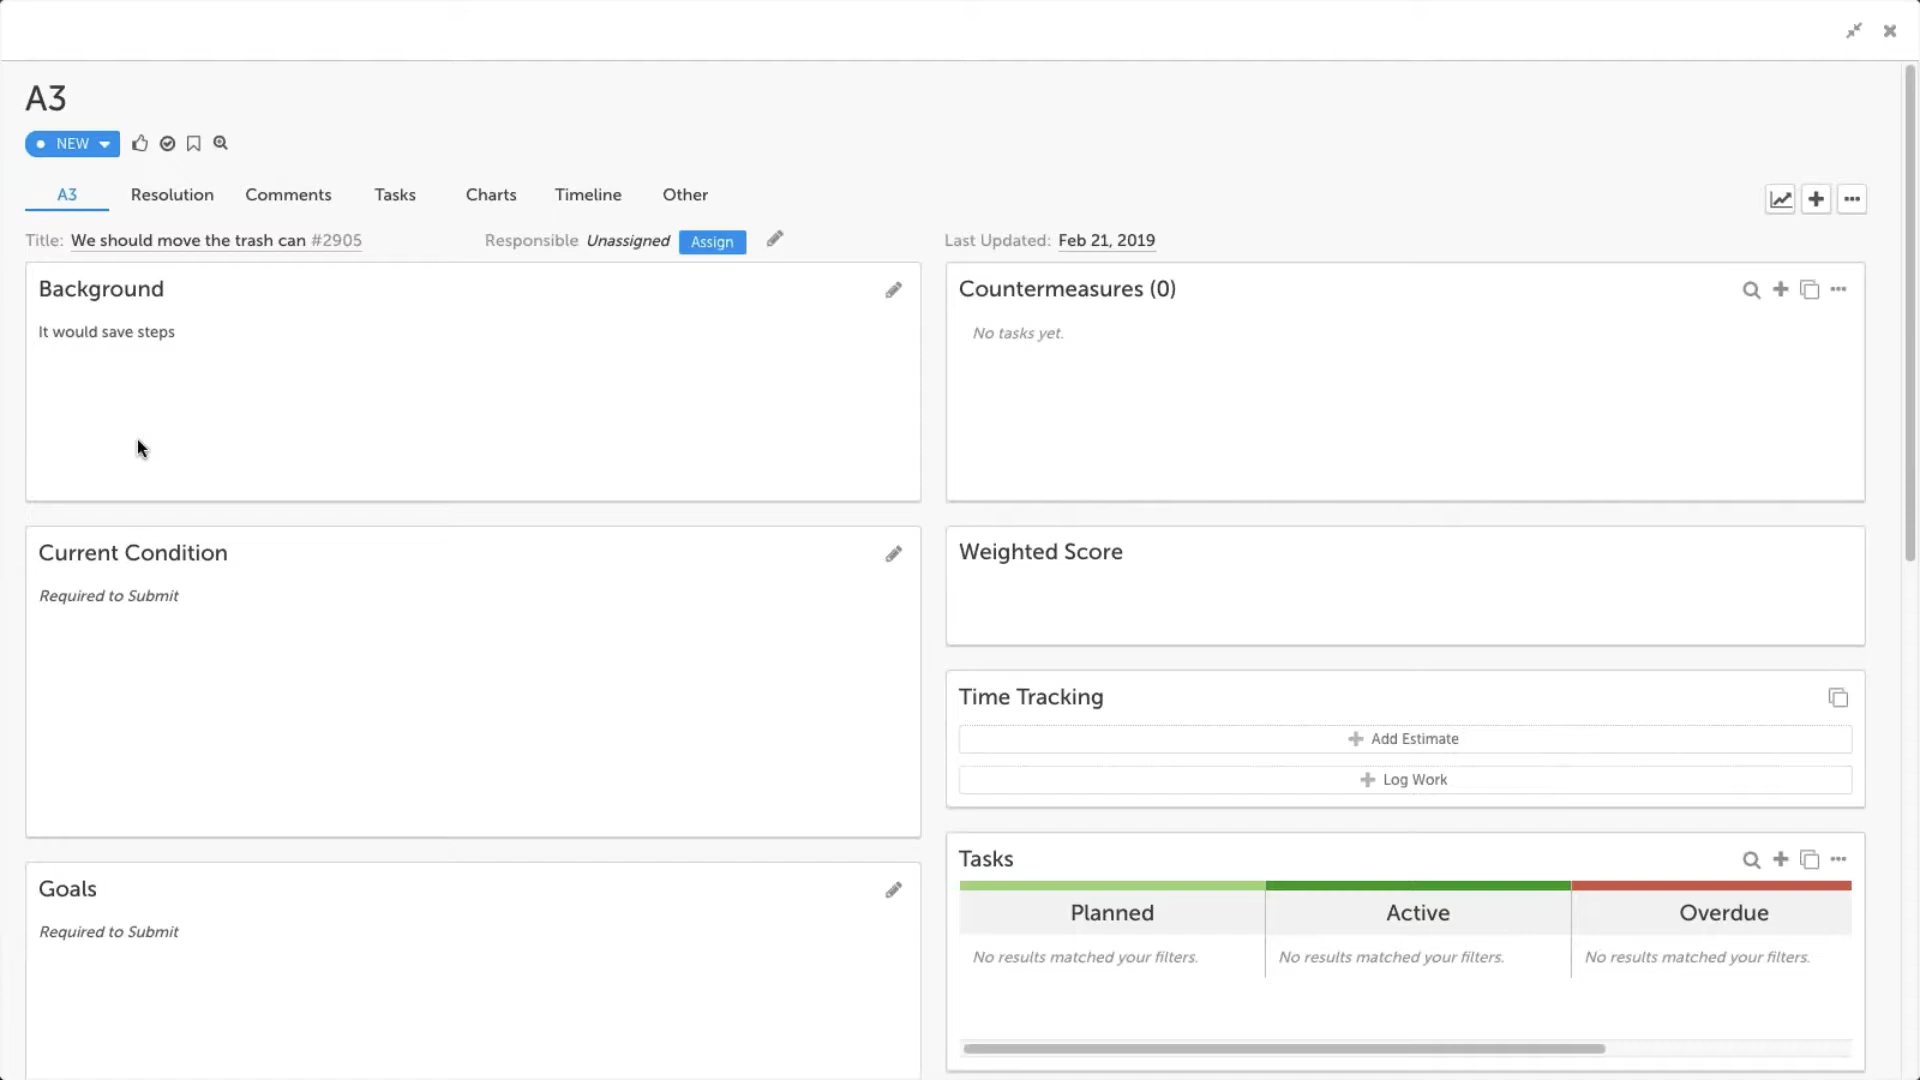 A3
NEW
A3 Resolution Comments Tasks Charts Timeline Other
Title: We should move the trash can #2905 Responsible Unassigned Assign Last Updated: Feb 21, 2019
Background
It would save steps
Countermeasures (0)
No tasks yet.
Current Condition
Required to Submit
Weighted Score
Time Tracking
Add Estimate
Log Work
Goals
Required to Submit
Tasks
Planned Active Overdue
No results matched your filters. No results matched your filters. No results matched your filters.